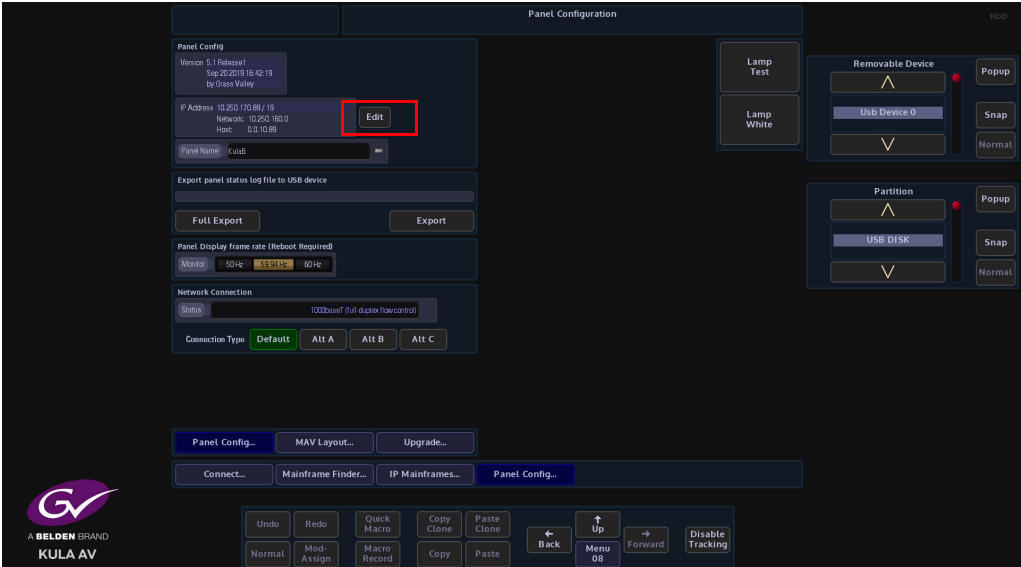 Panel Configuration
HDD
Panel Config
Version 5.1 Release1
Sep 20 2019 16:42:19
by Grass Valley
IP Address 10.250.170.89 / 19
Network: 10.250.160.0
Host: 0.0.10.89
Edit
Panel Name Kula6
Export panel status log file to USB device
Full Export Export
Panel Display frame rate (Reboot Required)
Monitor 50 Hz 59.94 Hz 60 Hz
Network Connection
Status 1000baseT (full-duplex flowcontrol)
Connection Type Default Alt A Alt B Alt C
Lamp
Test
Lamp
White
Removable Device
Usb Device 0
Popup
Snap
Normal
Partition
USB DISK
Popup
Snap
Normal
Panel Config... MAV Layout... Upgrade...
Connect... Mainframe Finder... IP Mainframes... Panel Config...
GV
A BELDEN BRAND
KULA AV
Undo Redo
Quick
Macro
Copy
Clone
Paste
Clone
Normal
Mod-
Assign
Macro
Record
Copy Paste
Back
Up
Menu
08
Forward
Disable
Tracking